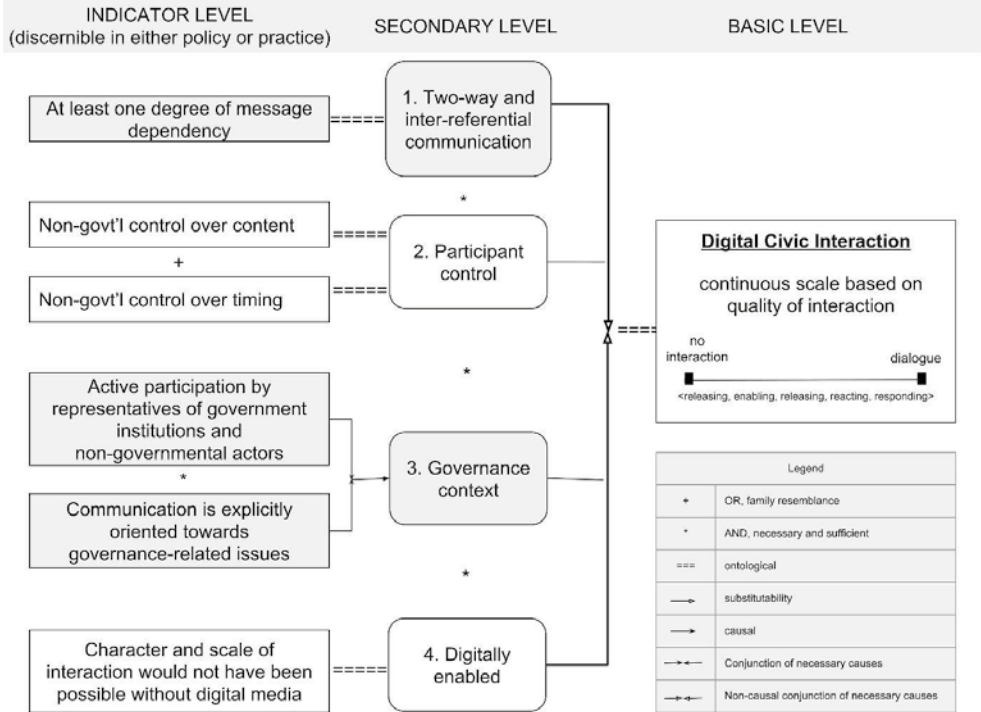 INDICATOR LEVEL
(discernible in either policy or practice)
SECONDARY LEVEL
BASIC LEVEL
At least one degree of message
dependency
=====
1. Two-way and
inter-referential
communication
*
Non-govt'l control over content
=====
+
Non-govt'l control over timing
=====
2. Participant
control
*
Active participation by
representatives of government
institutions and
non-governmental actors
*
Communication is explicitly
oriented towards
governance-related issues
3. Governance
context
*
Character and scale of
interaction would not have been
possible without digital media
=====
4. Digitally
enabled
====
Digital Civic Interaction
continuous scale based on
quality of interaction
no
interaction
dialogue
<releasing, enabling, releasing, reacting, responding>
Legend
+ OR, family resemblance
* AND, necessary and sufficient
=== ontological
substitutability
causal
Conjunction of necessary causes
Non-causal conjunction of necessary causes